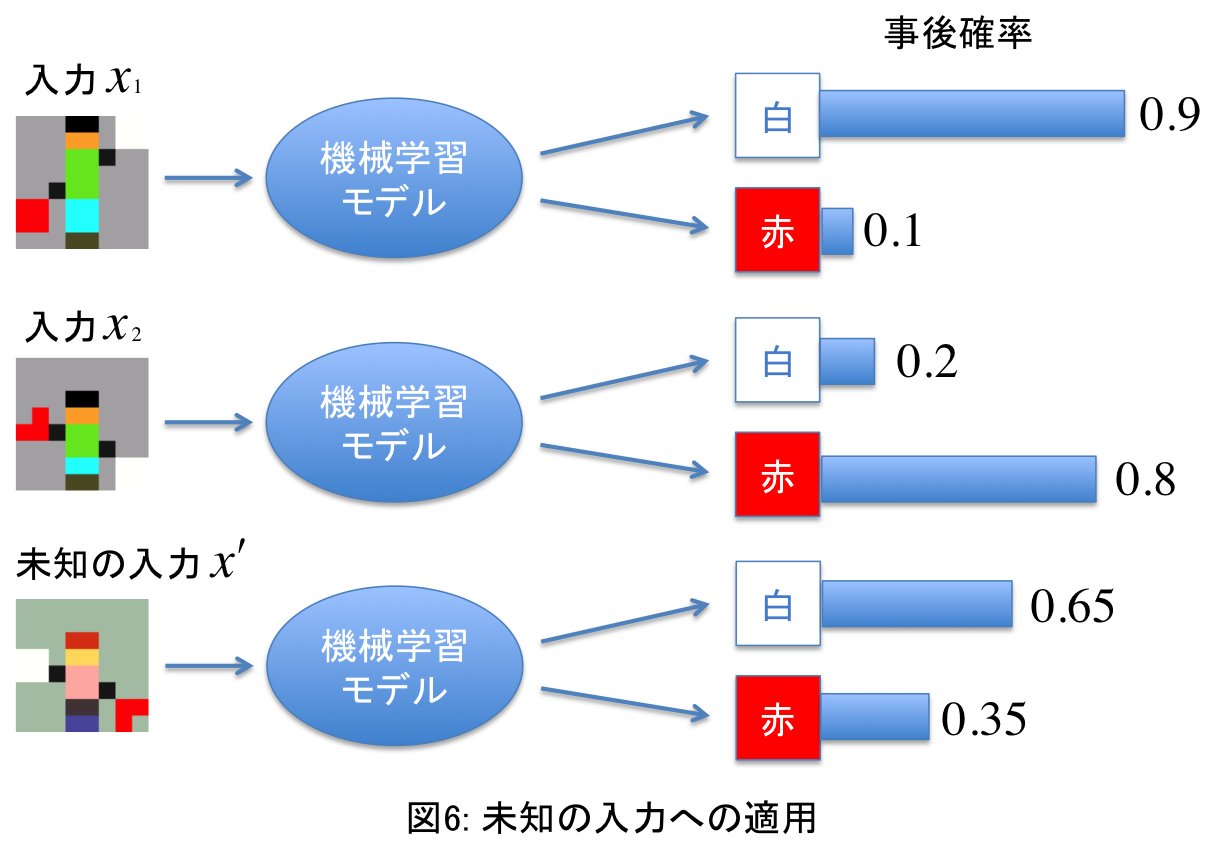 事後確率
入力 x₁
機械学習
モデル
白
0.9
赤
0.1
入力 x₂
機械学習
モデル
白
0.2
赤
0.8
未知の入力 x′
機械学習
モデル
白
0.65
赤
0.35
図6: 未知の入力への適用